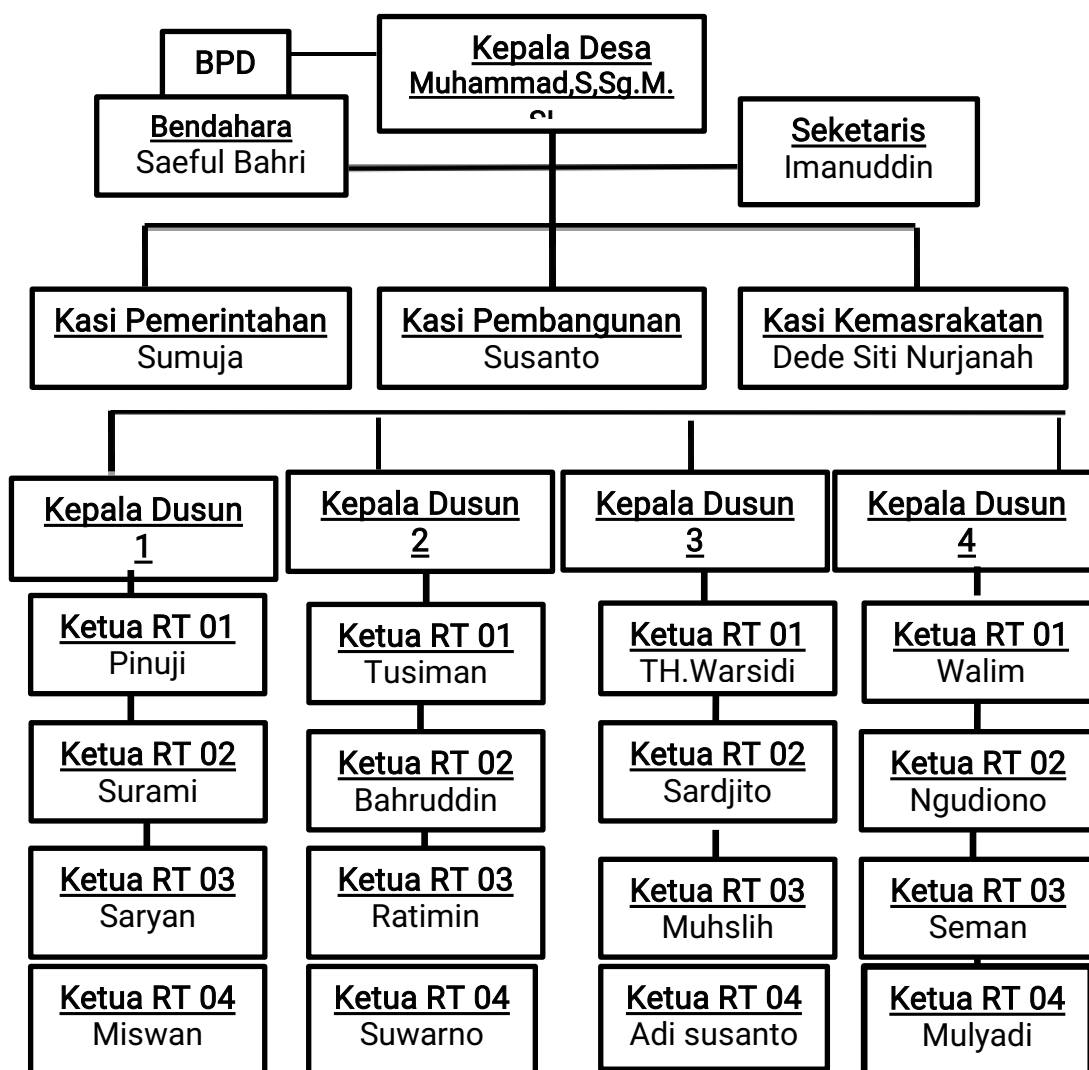 BPD
Kepala Desa
Muhammad,S,Sg.M.
Bendahara
Saeful Bahri
Seketaris
Imanuddin
Kasi Pemerintahan
Sumuja
Kasi Pembangunan
Susanto
Kasi Kemasrakatan
Dede Siti Nurjanah
Kepala Dusun
1
Kepala Dusun
2
Kepala Dusun
3
Kepala Dusun
4
Ketua RT 01
Pinuji
Ketua RT 01
Tusiman
Ketua RT 01
TH.Warsidi
Ketua RT 01
Walim
Ketua RT 02
Surami
Ketua RT 02
Bahruddin
Ketua RT 02
Sardjito
Ketua RT 02
Ngudiono
Ketua RT 03
Saryan
Ketua RT 03
Ratimin
Ketua RT 03
Muhslih
Ketua RT 03
Seman
Ketua RT 04
Miswan
Ketua RT 04
Suwarno
Ketua RT 04
Adi susanto
Ketua RT 04
Mulyadi